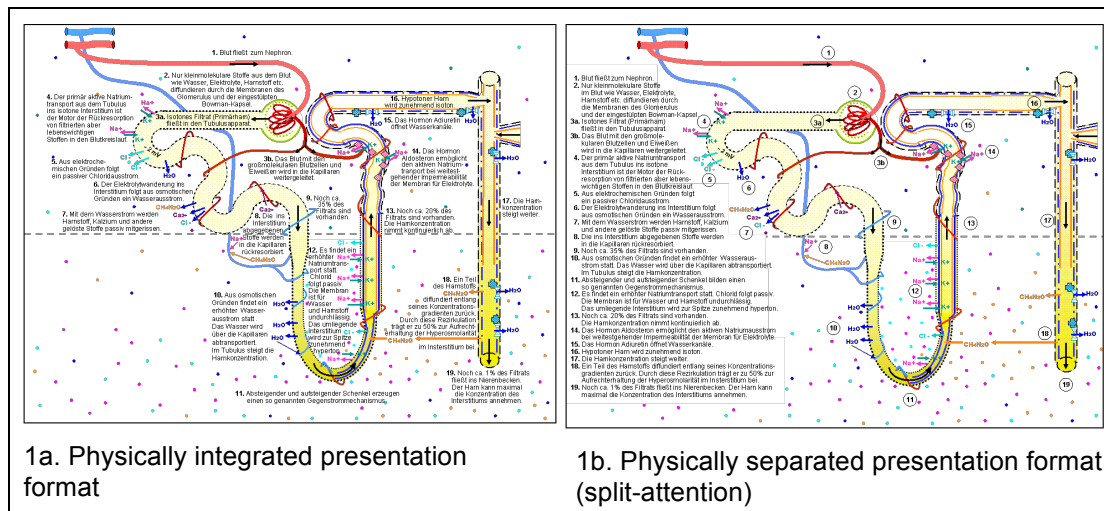 1. Blut fließt zum Nephron.
2. Nur kleinmolekulare Stoffe aus dem Blut
wie Wasser, Elektrolyte, Harnstoff etc.
diffundieren durch die Membranen des
Glomerulus und der eingestülpten
Bowman-Kapsel.
3a. Isotones Filtrat (Primärharn)
fließt in den Tubulusapparat.
4. Der primär aktive Natrium-
transport aus dem Tubulus
ins isotone Interstitium ist
der Motor der Rückresorption
von filtrierten aber
lebenswichtigen
Stoffen in den Blutkreislauf.
5. Aus elektroche-
mischen Gründen folgt
ein passiver Chloridausstrom.
6. Der Elektrolytwanderung ins
Interstitium folgt aus osmotischen
Gründen ein Wasserausstrom.
7. Mit dem Wasserstrom werden
Harnstoff, Kalzium und andere
gelöste Stoffe passiv mitgerissen.
3b. Das Blut mit den
großmolekularen Blutzellen und
Eiweißen wird in die Kapillaren
weitergeleitet.
8. Die ins
Interstitium
abgegebenen
Stoffe werden
in die Kapillaren
rückresorbiert.
9. Noch ca.
35% des
Filtrats sind
vorhanden.
10. Aus osmotischen
Gründen findet ein
erhöhter Wasser-
ausstrom statt.
Das Wasser wird
über die Kapillaren
abtransportiert.
Im Tubulus steigt die
Harnkonzentration.
11. Absteigender und aufsteigender Schenkel erzeugen
einen so genannten Gegenstrommechanismus.
12. Es findet ein
erhöhter
Natriumtrans-
port statt.
Chlorid
folgt passiv.
Die Membran
ist für
Wasser
und Harnstoff
undurchlässig.
Das umliegende
Interstitium
wird zur Spitze
zunehmend
hyperton.
13. Noch ca. 20% des
Filtrats sind vorhanden.
Die Harnkonzentration
nimmt kontinuierlich ab.
14. Das Hormon
Aldosteron ermöglicht
den aktiven Natrium-
tranport bei weitest-
gehender Impermeabilität
der Membran für Elektrolyte.
15. Das Hormon Adiuretin
öffnet Wasserkanäle.
16. Hypotoner Harn
wird zunehmend isoton.
17. Die Harn-
konzentration
steigt weiter.
18. Ein Teil
des Harnstoffs
diffundiert entlang
seines Konzentrations-
gradienten zurück.
Durch diese Rezirkulation
trägt er zu 50% zur Aufrecht-
erhaltung der Hyperosmolarität
im Insterstitium bei.
19. Noch ca. 1% des Filtrats
fließt ins Nierenbecken.
Der Harn kann maximal
die Konzentration des
Interstitiums annehmen.
1a. Physically integrated presentation
format
1. Blut fließt zum Nephron.
2. Nur kleinmolekulare Stoffe
im Blut wie Wasser, Elektrolyte,
Harnstoff etc. diffundieren durch
die Membranen des Glomerulus
und der eingestülpten Bowman-Kapsel.
3a. Isotones Filtrat (Primärharn)
fließt in den Tubulusapparat.
3b. Das Blut mit den großmole-
kularen Blutzellen und Eiweißen
wird in die Kapillaren weitergeleitet.
4. Der primär aktive Natriumtransport
aus dem Tubulus ins isotone
Interstitium ist der Motor der Rück-
resorption von filtrierten aber lebens-
wichtigen Stoffen in den Blutkreislauf.
5. Aus elektrochemischen Gründen folgt
ein passiver Chloridausstrom.
6. Der Elektrolytwanderung ins Interstitium folgt
aus osmotischen Gründen ein Wasserausstrom.
7. Mit dem Wasserstrom werden Harnstoff, Kalzium
und andere gelöste Stoffe passiv mitgerissen.
8. Die ins Interstitium abgegebenen Stoffe werden
in die Kapillaren rückresorbiert.
9. Noch ca. 35% des Filtrats sind vorhanden.
10. Aus osmotischen Gründen findet ein erhöhter Wasseraus-
strom statt. Das Wasser wird über die Kapillaren abtransportiert.
Im Tubulus steigt die Harnkonzentration.
11. Absteigender und aufsteigender Schenkel bilden einen
so genannten Gegenstrommechanismus.
12. Es findet ein erhöhter Natriumtransport statt. Chlorid folgt passiv.
Die Membran ist für Wasser und Harnstoff undurchlässig.
Das umliegende Interstitium wird zur Spitze zunehmend hyperton.
13. Noch ca. 20% des Filtrats sind vorhanden.
Die Harnkonzentration nimmt kontinuierlich ab.
14. Das Hormon Aldosteron ermöglicht den aktiven Natriumausstrom
bei weitestgehender Impermeabilität der Membran für Elektrolyte.
15. Das Hormon Adiuretin öffnet Wasserkanäle.
16. Hypotoner Harn wird zunehmend isoton.
17. Die Harnkonzentration steigt weiter.
18. Ein Teil des Harnstoffs diffundiert entlang seines Konzentrations-
gradienten zurück. Durch diese Rezirkulation trägt er zu 50% zur
Aufrechterhaltung der Hyperosmolarität im Insterstitium bei.
19. Noch ca. 1% des Filtrats fließt ins Nierenbecken. Der Harn kann
maximal die Konzentration des Interstitiums annehmen.
1b. Physically separated presentation format
(split-attention)